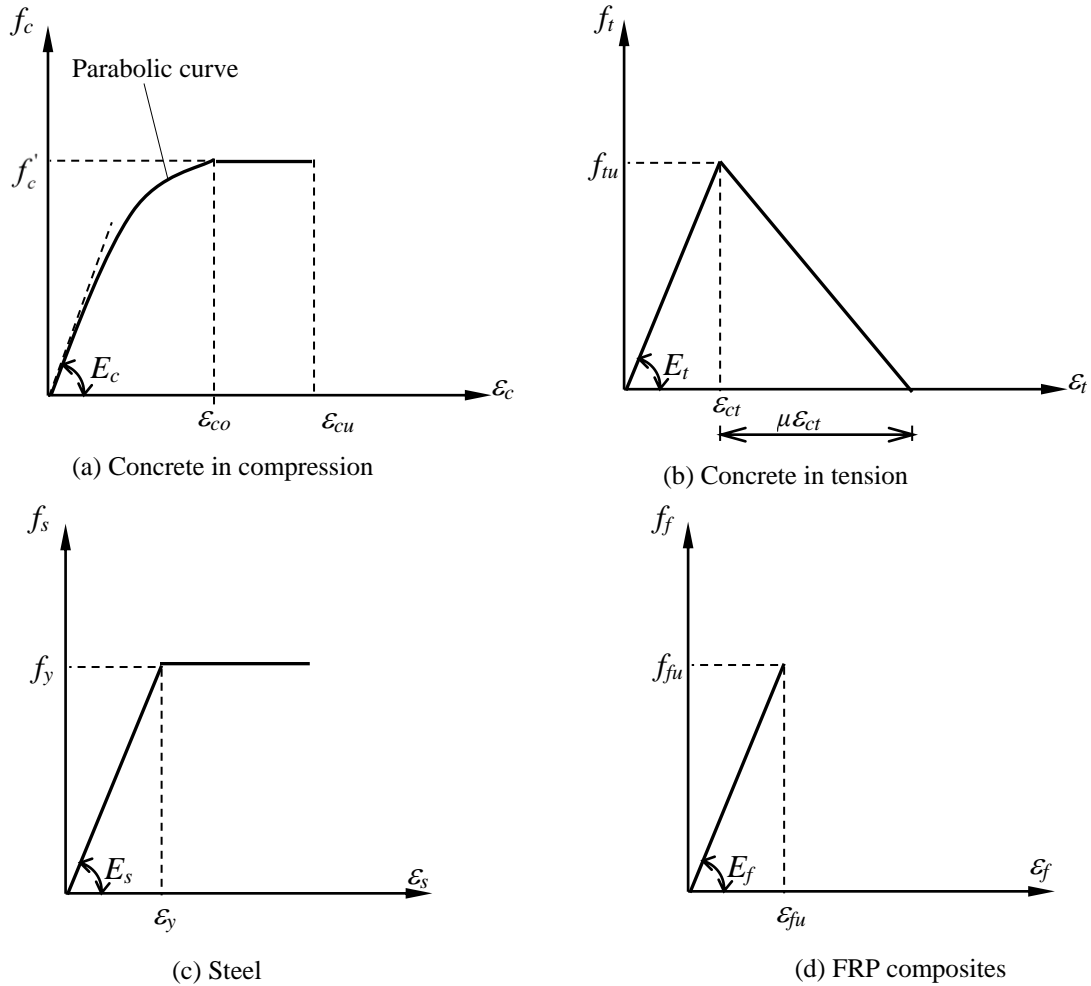 f_c
Parabolic curve
f'_c
E_c
ε_c
ε_co
ε_cu
(a) Concrete in compression
f_t
f_tu
E_t
ε_t
ε_ct
με_ct
(b) Concrete in tension
f_s
f_y
E_s
ε_s
ε_y
(c) Steel
f_f
f_fu
E_f
ε_f
ε_fu
(d) FRP composites